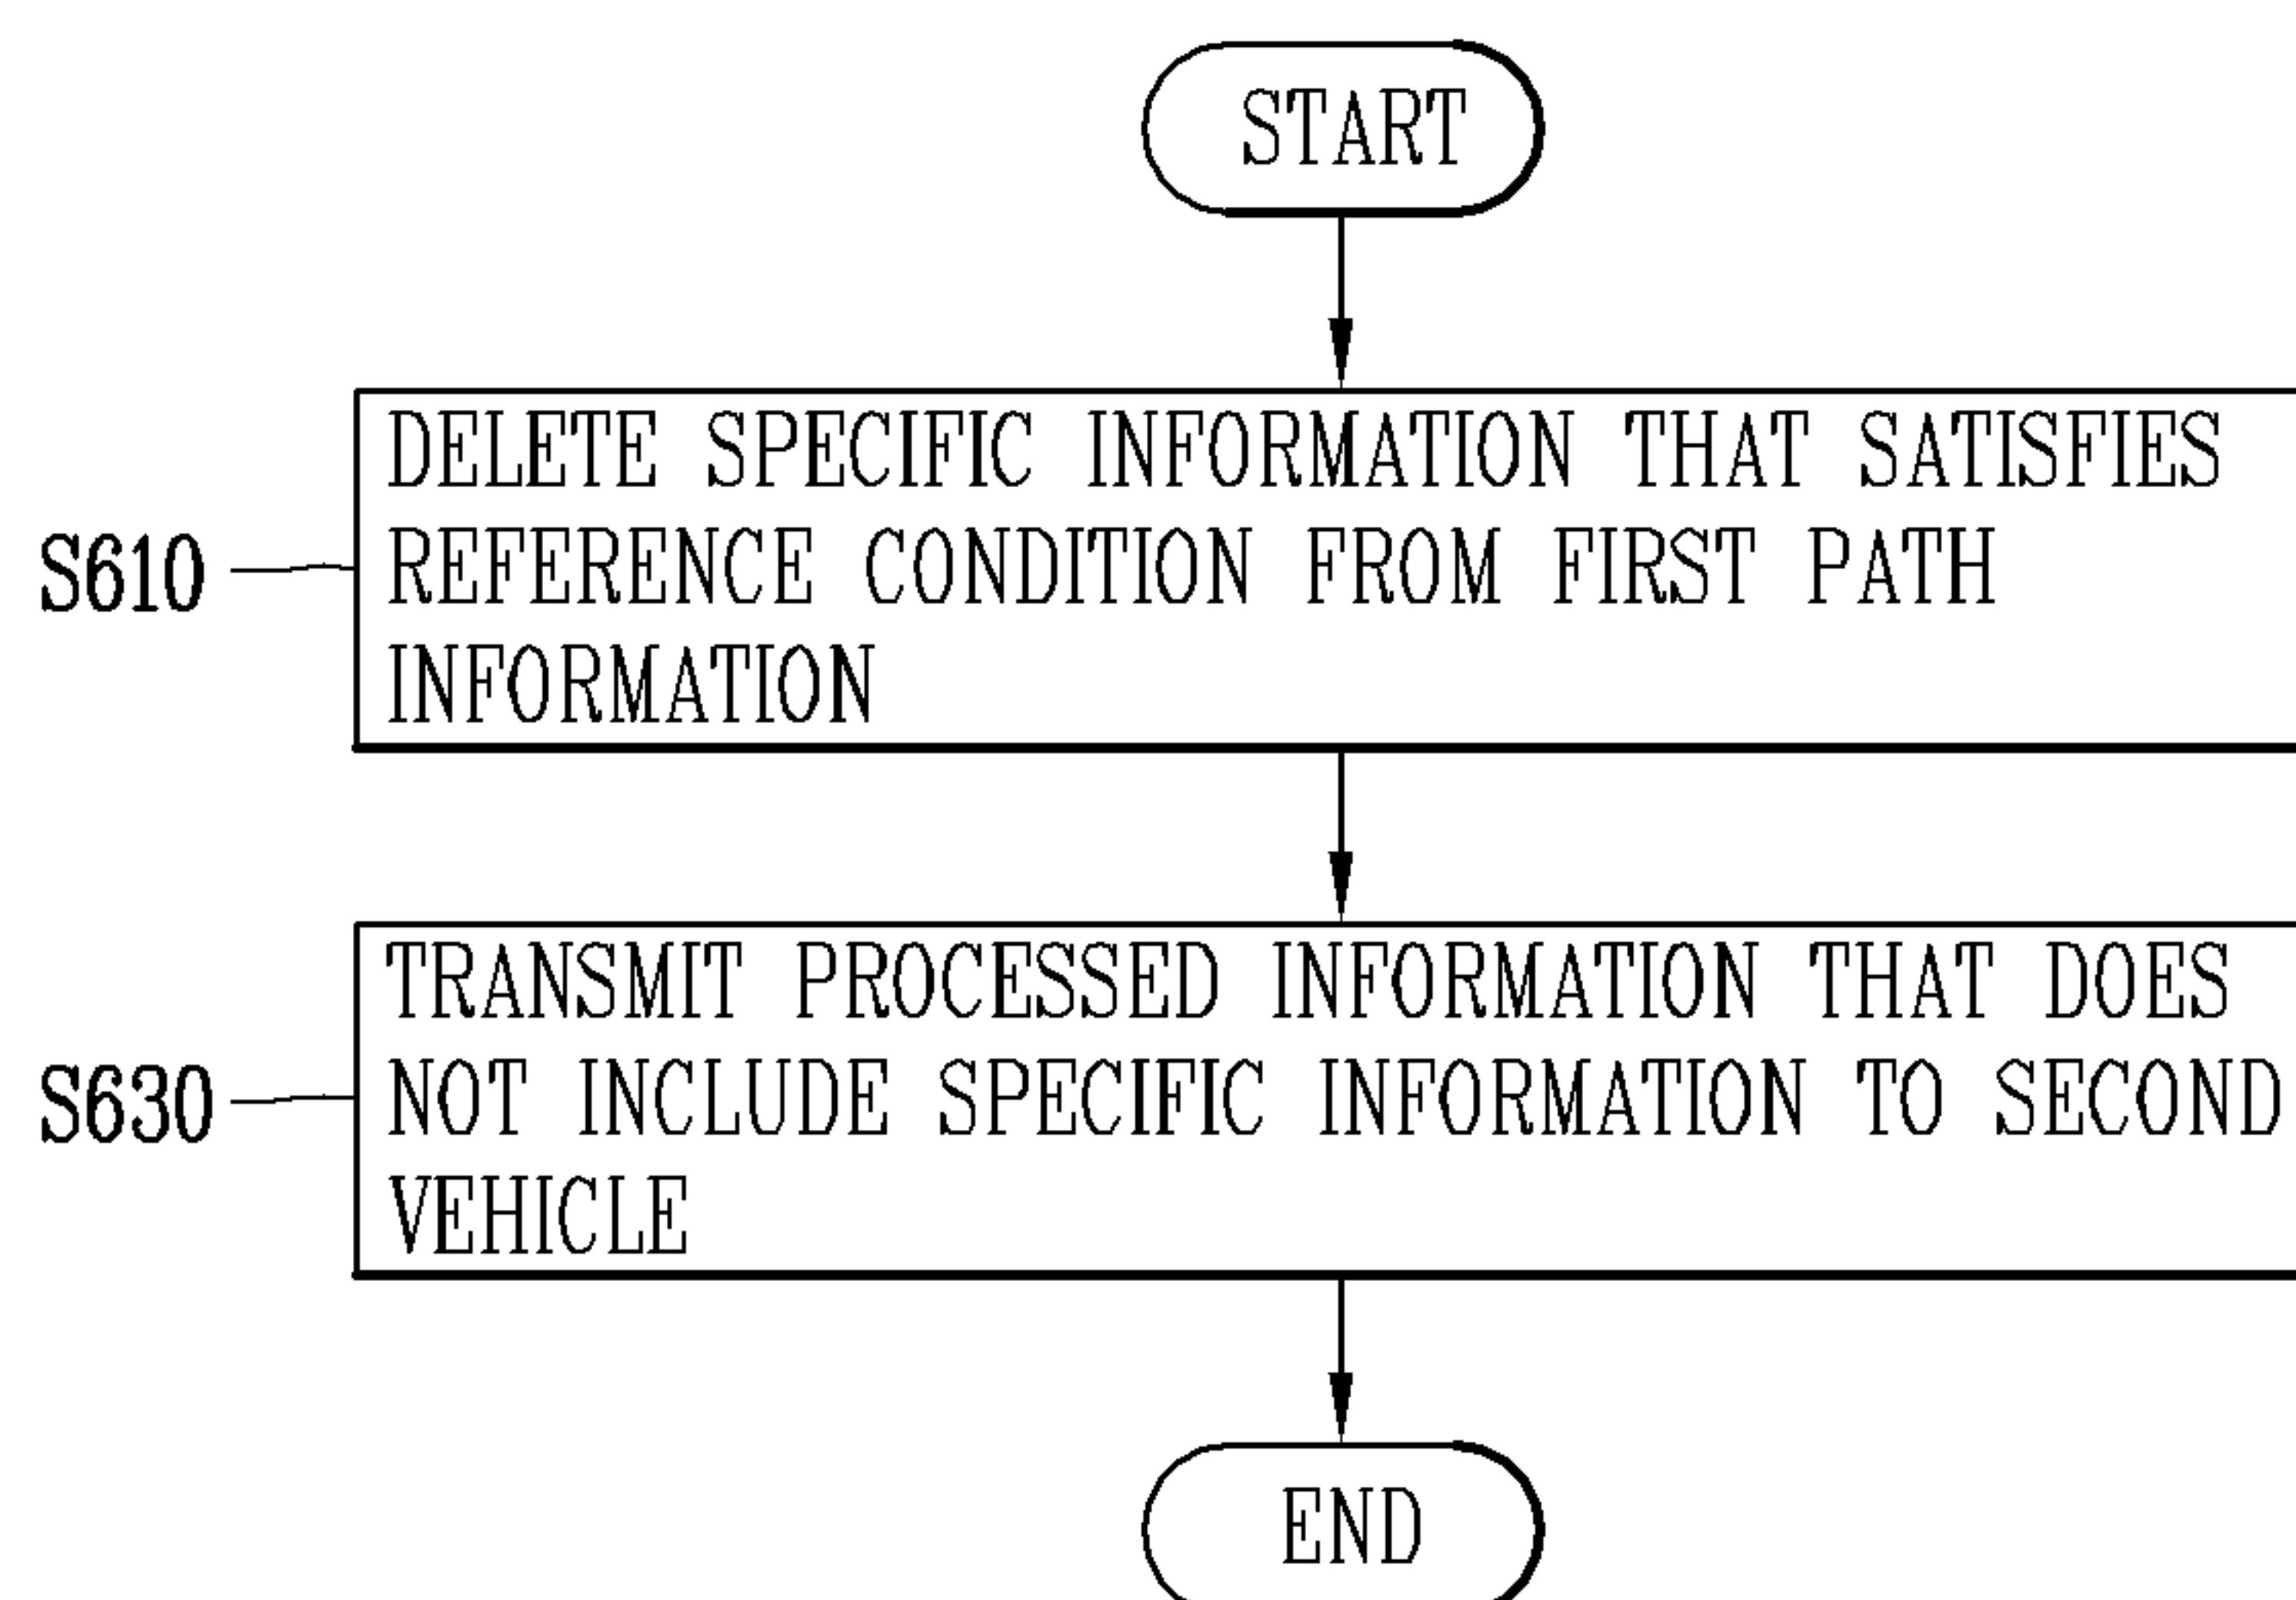 START
DELETE SPECIFIC INFORMATION THAT SATISFIES
REFERENCE CONDITION FROM FIRST PATH
INFORMATION
S610
TRANSMIT PROCESSED INFORMATION THAT DOES
NOT INCLUDE SPECIFIC INFORMATION TO SECOND
VEHICLE
S630
END